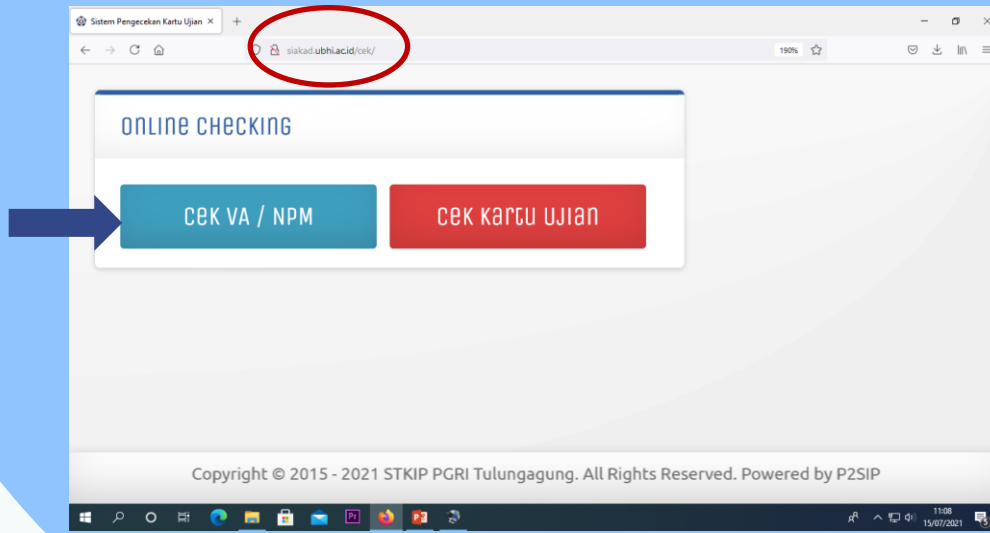 Sistem Pengecekan Kartu Ujian
siakad.ubhi.ac.id/cek/
190%
Online Checking
Cek VA / NPM
Cek Kartu Ujian
Copyright © 2015 - 2021 STKIP PGRI Tulungagung. All Rights Reserved. Powered by P2SIP
Pr
11:08
15/07/2021